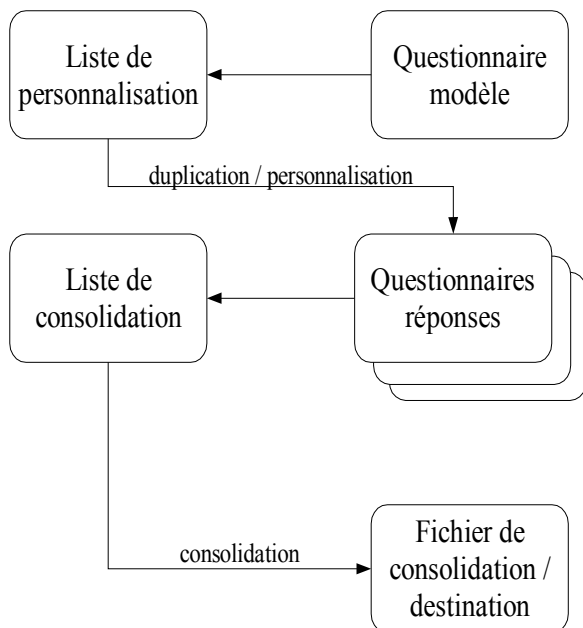 Liste de
personnalisation
Questionnaire
modèle
duplication / personnalisation
Liste de
consolidation
Questionnaires
réponses
consolidation
Fichier de
consolidation /
destination